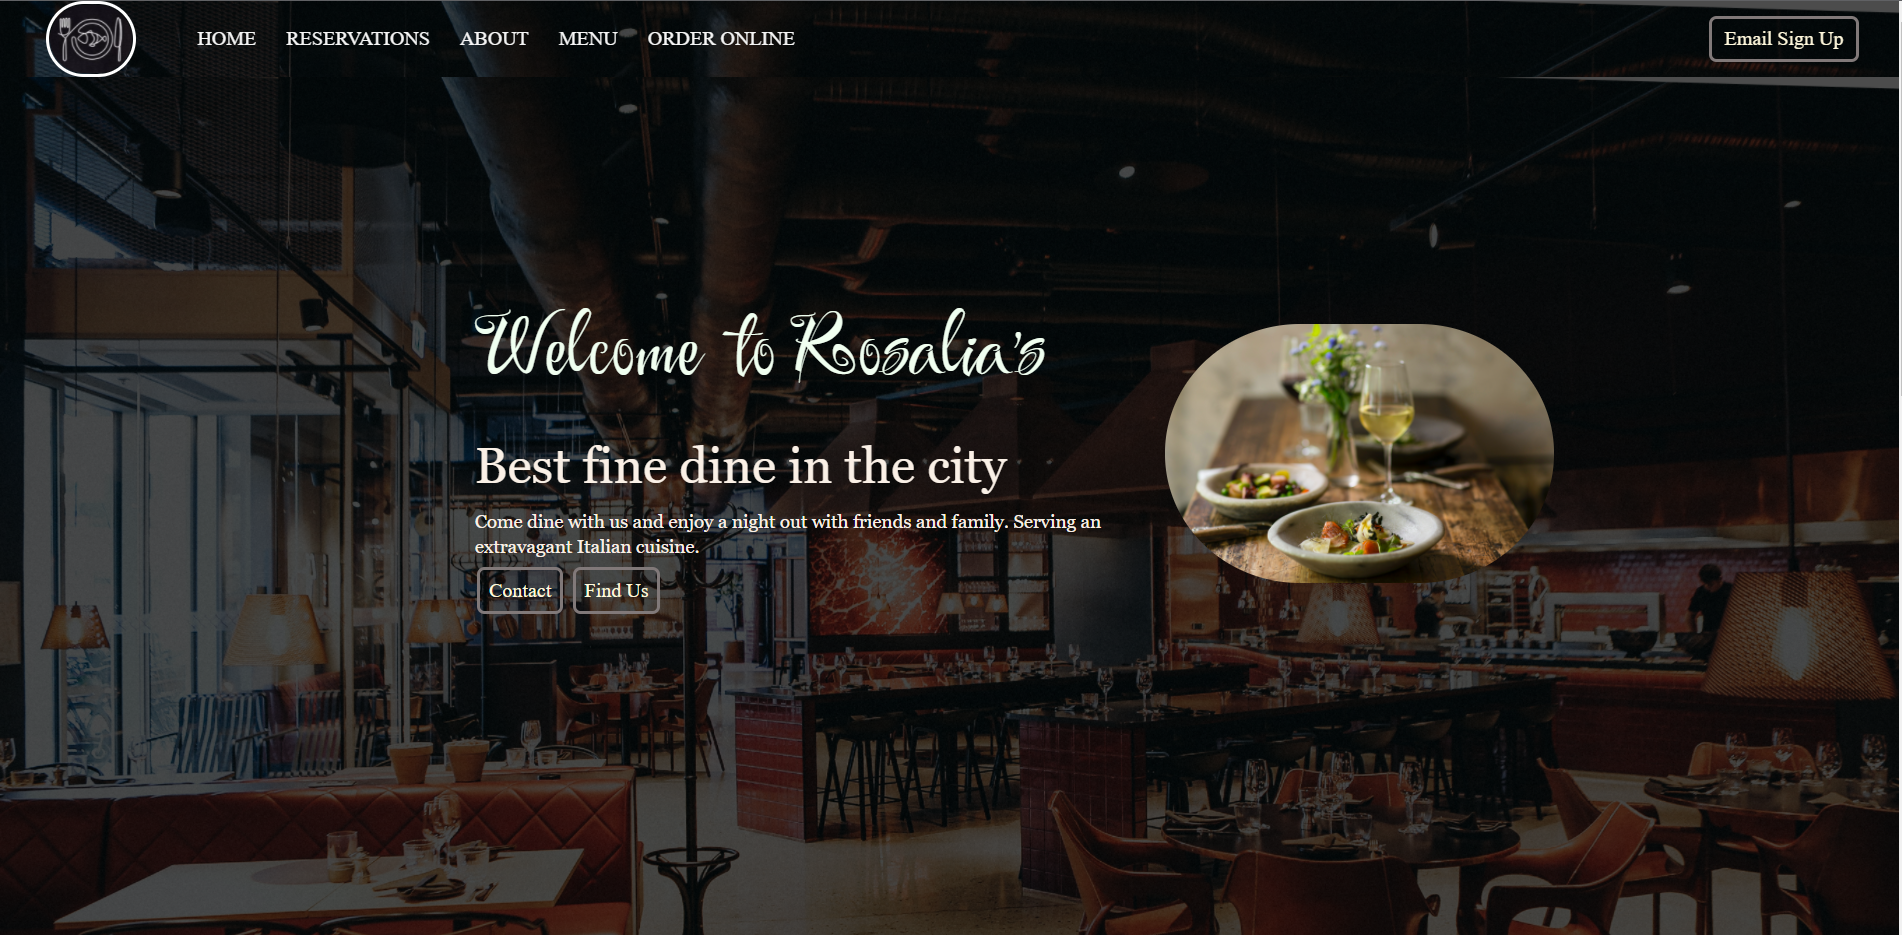 HOME RESERVATIONS ABOUT MENU ORDER ONLINE Email Sign Up
Welcome to Rosalia's
Best fine dine in the city
Come dine with us and enjoy a night out with friends and family. Serving an
extravagant Italian cuisine.
Contact Find Us